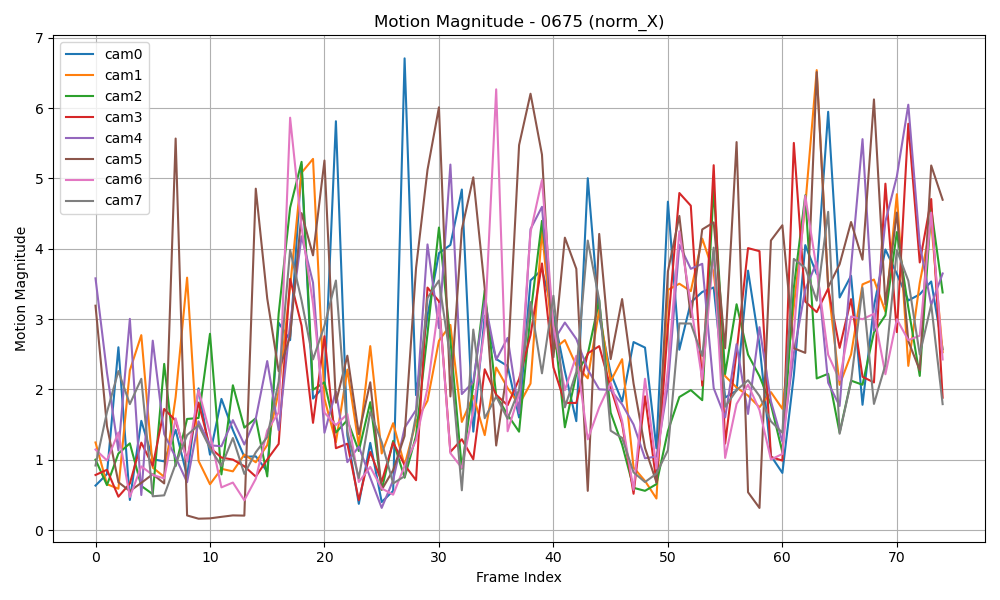 Motion Magnitude - 0675 (norm_X)
7
6
5
4
3
2
1
0
Motion Magnitude
cam0
cam1
cam2
cam3
cam4
cam5
cam6
cam7
0 10 20 30 40 50 60 70
Frame Index